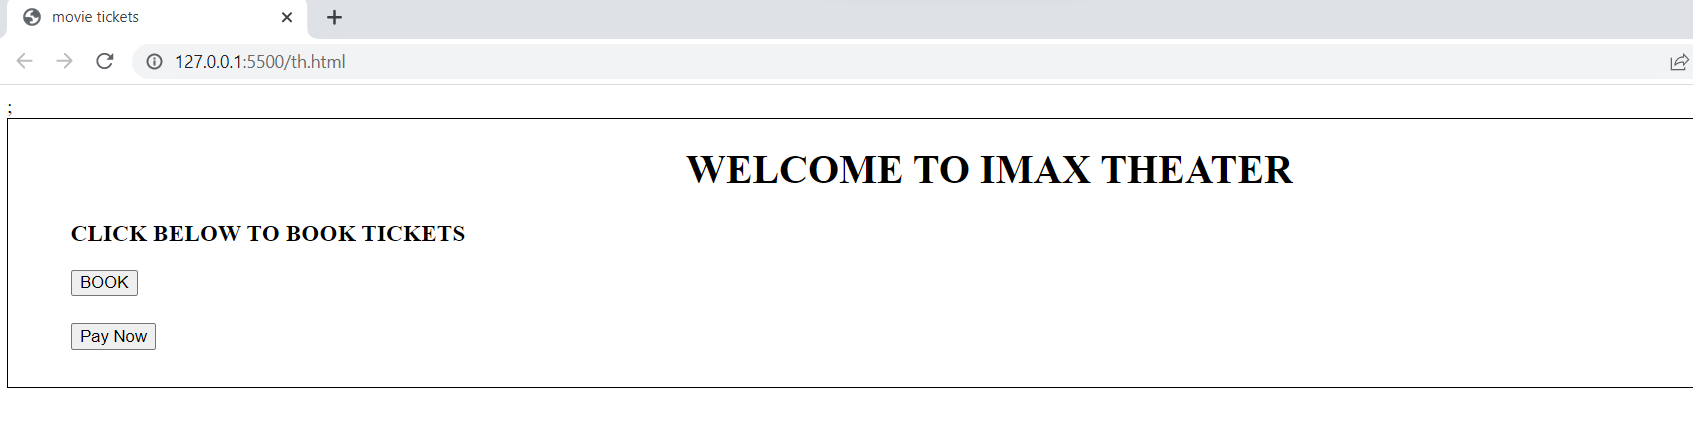 movie tickets
127.0.0.1:5500/th.html
;
WELCOME TO IMAX THEATER
CLICK BELOW TO BOOK TICKETS
BOOK
Pay Now